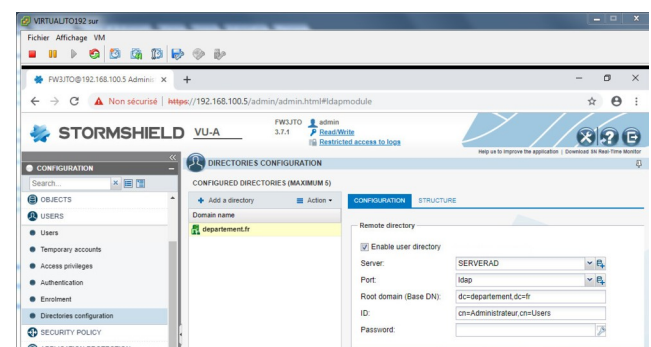 VIRTUALITO192 sur
Fichier Affichage VM
FW3JTO@192.168.100.5 Adminis
Non sécurisé | https://192.168.100.5/admin/admin.html#ldapmodule
STORMSHIELD VU-A
FW3JTO admin
3.7.1 Read/Write
Restricted access to logs
Help us to improve the application | Download SN Real-Time Monitor
CONFIGURATION
Search...
OBJECTS
USERS
Users
Temporary accounts
Access privileges
Authentication
Enrolment
Directories configuration
SECURITY POLICY
DIRECTORIES CONFIGURATION
CONFIGURED DIRECTORIES (MAXIMUM 5)
Add a directory Action
Domain name
departement.fr
CONFIGURATION STRUCTURE
Remote directory
Enable user directory
Server: SERVERAD
Port: ldap
Root domain (Base DN): dc=departement,dc=fr
ID: cn=Administrateur,cn=Users
Password: